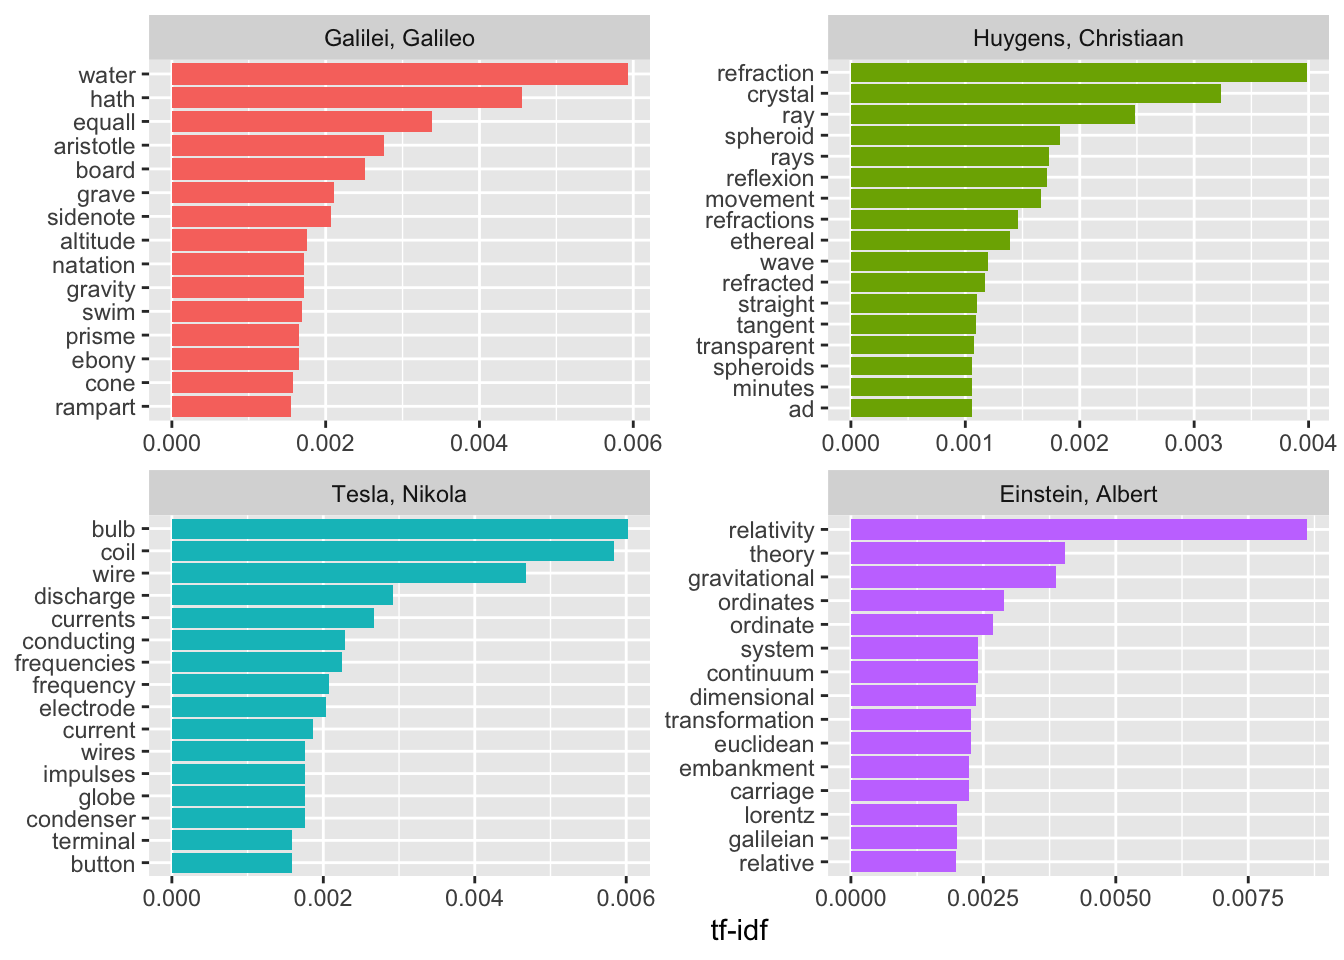 Galilei, Galileo
water
hath
equall
aristotle
board
grave
sidenote
altitude
natation
gravity
swim
prisme
ebony
cone
rampart
0.000 0.002 0.004 0.006
Huygens, Christiaan
refraction
crystal
ray
spheroid
rays
reflexion
movement
refractions
ethereal
wave
refracted
straight
tangent
transparent
spheroids
minutes
ad
0.000 0.001 0.002 0.003 0.004
Tesla, Nikola
bulb
coil
wire
discharge
currents
conducting
frequencies
frequency
electrode
current
wires
impulses
globe
condenser
terminal
button
0.000 0.002 0.004 0.006
Einstein, Albert
relativity
theory
gravitational
ordinates
ordinate
system
continuum
dimensional
transformation
euclidean
embankment
carriage
lorentz
galileian
relative
0.0000 0.0025 0.0050 0.0075
tf-idf